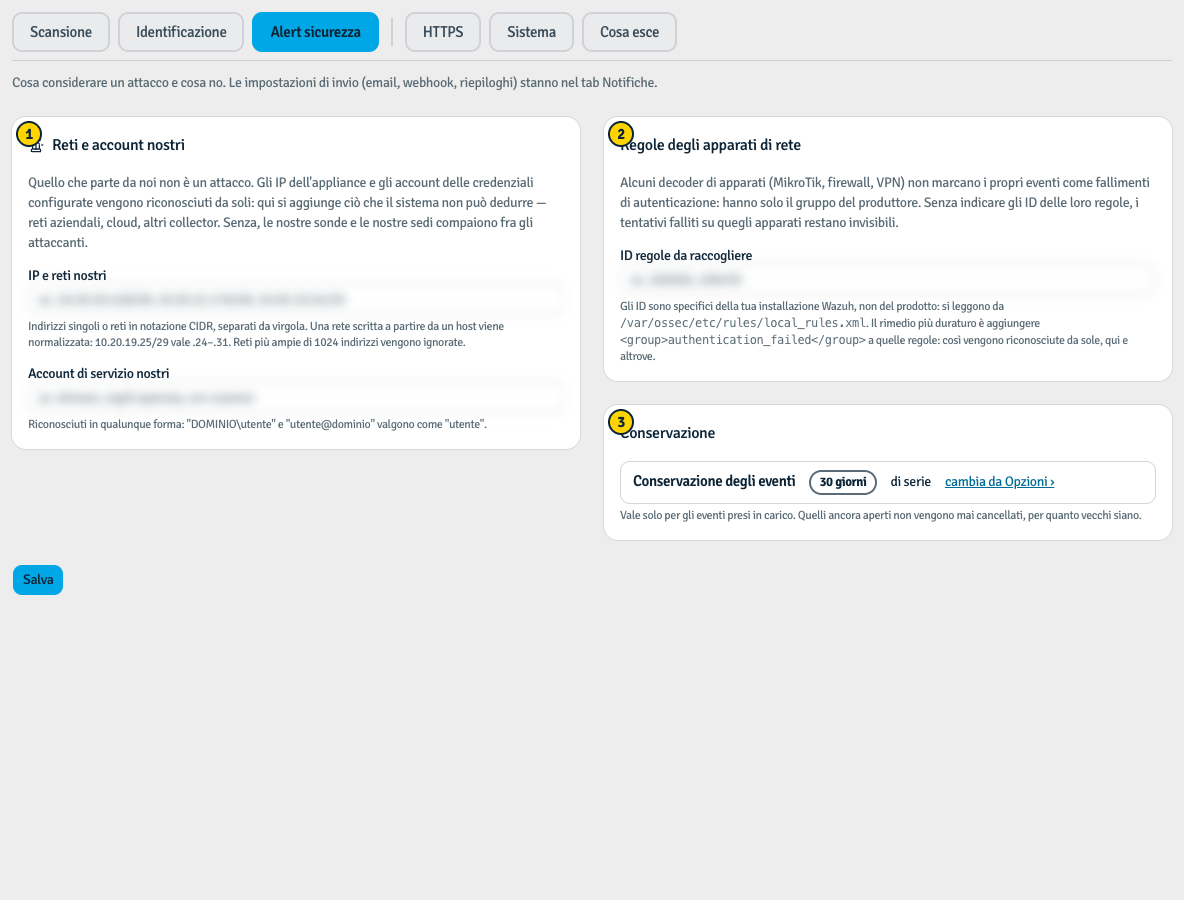 Scansione
Identificazione
Alert sicurezza
HTTPS
Sistema
Cosa esce
Cosa considerare un attacco e cosa no. Le impostazioni di invio (email, webhook, riepiloghi) stanno nel tab Notifiche.
1
Reti e account nostri
Quello che parte da noi non è un attacco. Gli IP dell'appliance e gli account delle credenziali
configurate vengono riconosciuti da soli: qui si aggiunge ciò che il sistema non può dedurre —
reti aziendali, cloud, altri collector. Senza, le nostre sonde e le nostre sedi compaiono fra gli
attaccanti.
IP e reti nostri
Indirizzi singoli o reti in notazione CIDR, separati da virgola. Una rete scritta a partire da un host viene
normalizzata: 10.20.19.25/29 vale .24–.31. Reti più ampie di 1024 indirizzi vengono ignorate.
Account di servizio nostri
Riconosciuti in qualunque forma: "DOMINIO\utente" e "utente@dominio" valgono come "utente".
2
Regole degli apparati di rete
Alcuni decoder di apparati (MikroTik, firewall, VPN) non marcano i propri eventi come fallimenti
di autenticazione: hanno solo il gruppo del produttore. Senza indicare gli ID delle loro regole, i
tentativi falliti su quegli apparati restano invisibili.
ID regole da raccogliere
Gli ID sono specifici della tua installazione Wazuh, non del prodotto: si leggono da
/var/ossec/etc/rules/local_rules.xml. Il rimedio più duraturo è aggiungere
<group>authentication_failed</group> a quelle regole: così vengono riconosciute da sole, qui e
altrove.
3
Conservazione
Conservazione degli eventi 30 giorni di serie cambia da Opzioni ›
Vale solo per gli eventi presi in carico. Quelli ancora aperti non vengono mai cancellati, per quanto vecchi siano.
Salva